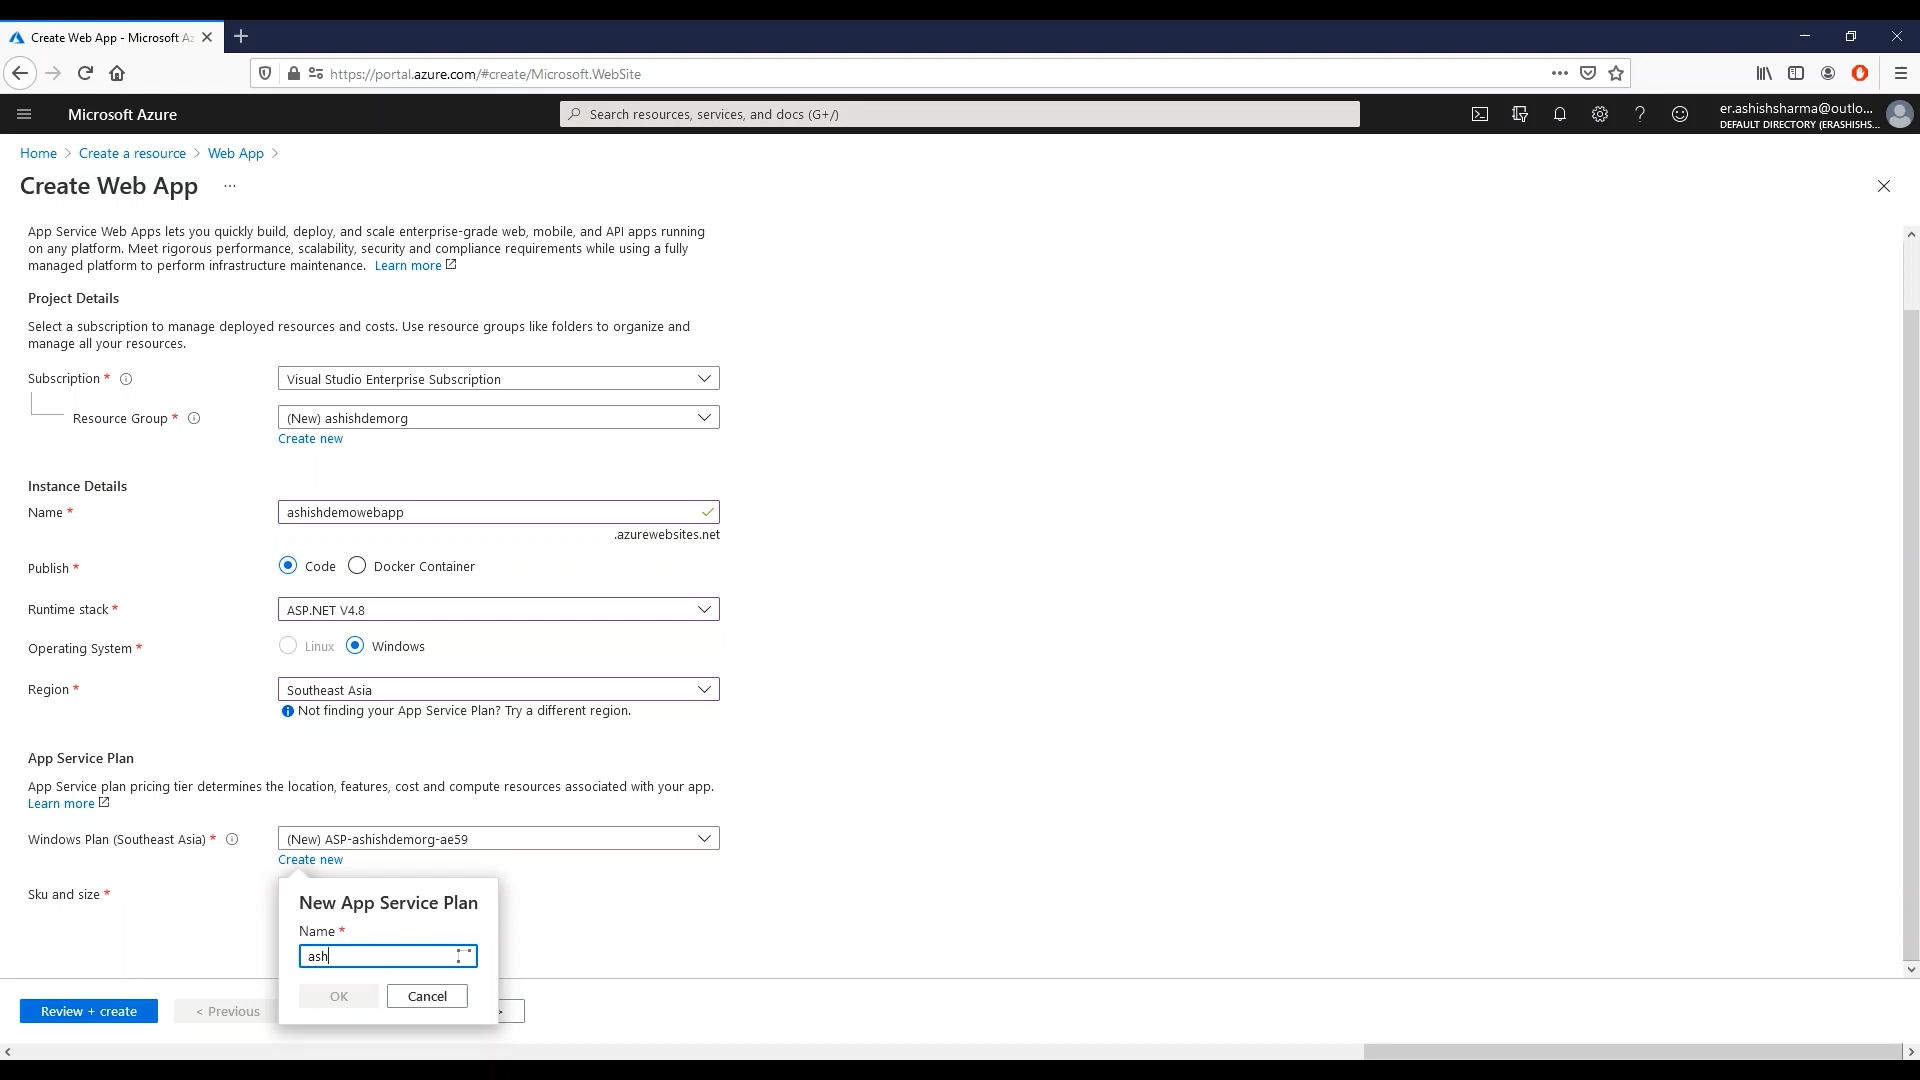 Create Web App - Microsoft Az
https://portal.azure.com/#create/Microsoft.WebSite
Microsoft Azure
Search resources, services, and docs (G+/)
er.ashishsharma@outlo...
DEFAULT DIRECTORY (ERASHISHS...
Home > Create a resource > Web App >
Create Web App ...
App Service Web Apps lets you quickly build, deploy, and scale enterprise-grade web, mobile, and API apps running
on any platform. Meet rigorous performance, scalability, security and compliance requirements while using a fully
managed platform to perform infrastructure maintenance. Learn more
Project Details
Select a subscription to manage deployed resources and costs. Use resource groups like folders to organize and
manage all your resources.
Subscription *
Visual Studio Enterprise Subscription
Resource Group *
(New) ashishdemorg
Create new
Instance Details
Name *
ashishdemowebapp
.azurewebsites.net
Publish *
Code Docker Container
Runtime stack *
ASP.NET V4.8
Operating System *
Linux Windows
Region *
Southeast Asia
Not finding your App Service Plan? Try a different region.
App Service Plan
App Service plan pricing tier determines the location, features, cost and compute resources associated with your app.
Learn more
Windows Plan (Southeast Asia) *
(New) ASP-ashishdemorg-ae59
Create new
Sku and size *
New App Service Plan
Name *
ash
OK Cancel
Review + create
< Previous
>